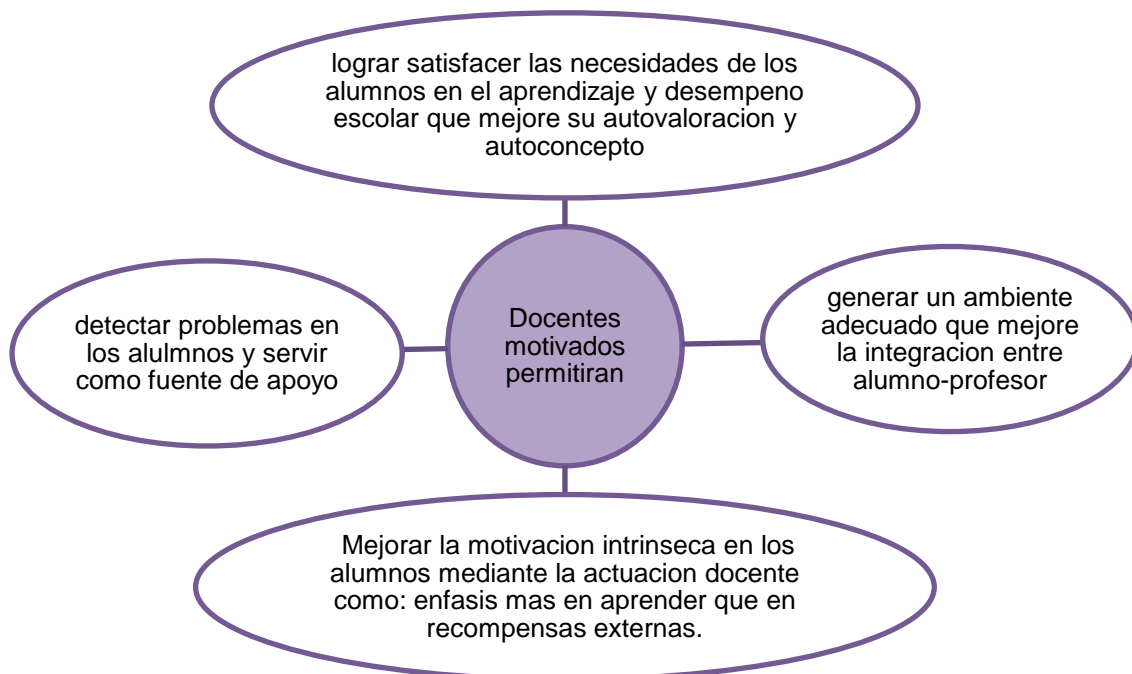 lograr satisfacer las necesidades de los
alumnos en el aprendizaje y desempeno
escolar que mejore su autovaloracion y
autoconcepto
detectar problemas en
los alulmnos y servir
como fuente de apoyo
Docentes
motivados
permitiran
generar un ambiente
adecuado que mejore
la integracion entre
alumno-profesor
Mejorar la motivacion intrinseca en los
alumnos mediante la actuacion docente
como: enfasis mas en aprender que en
recompensas externas.